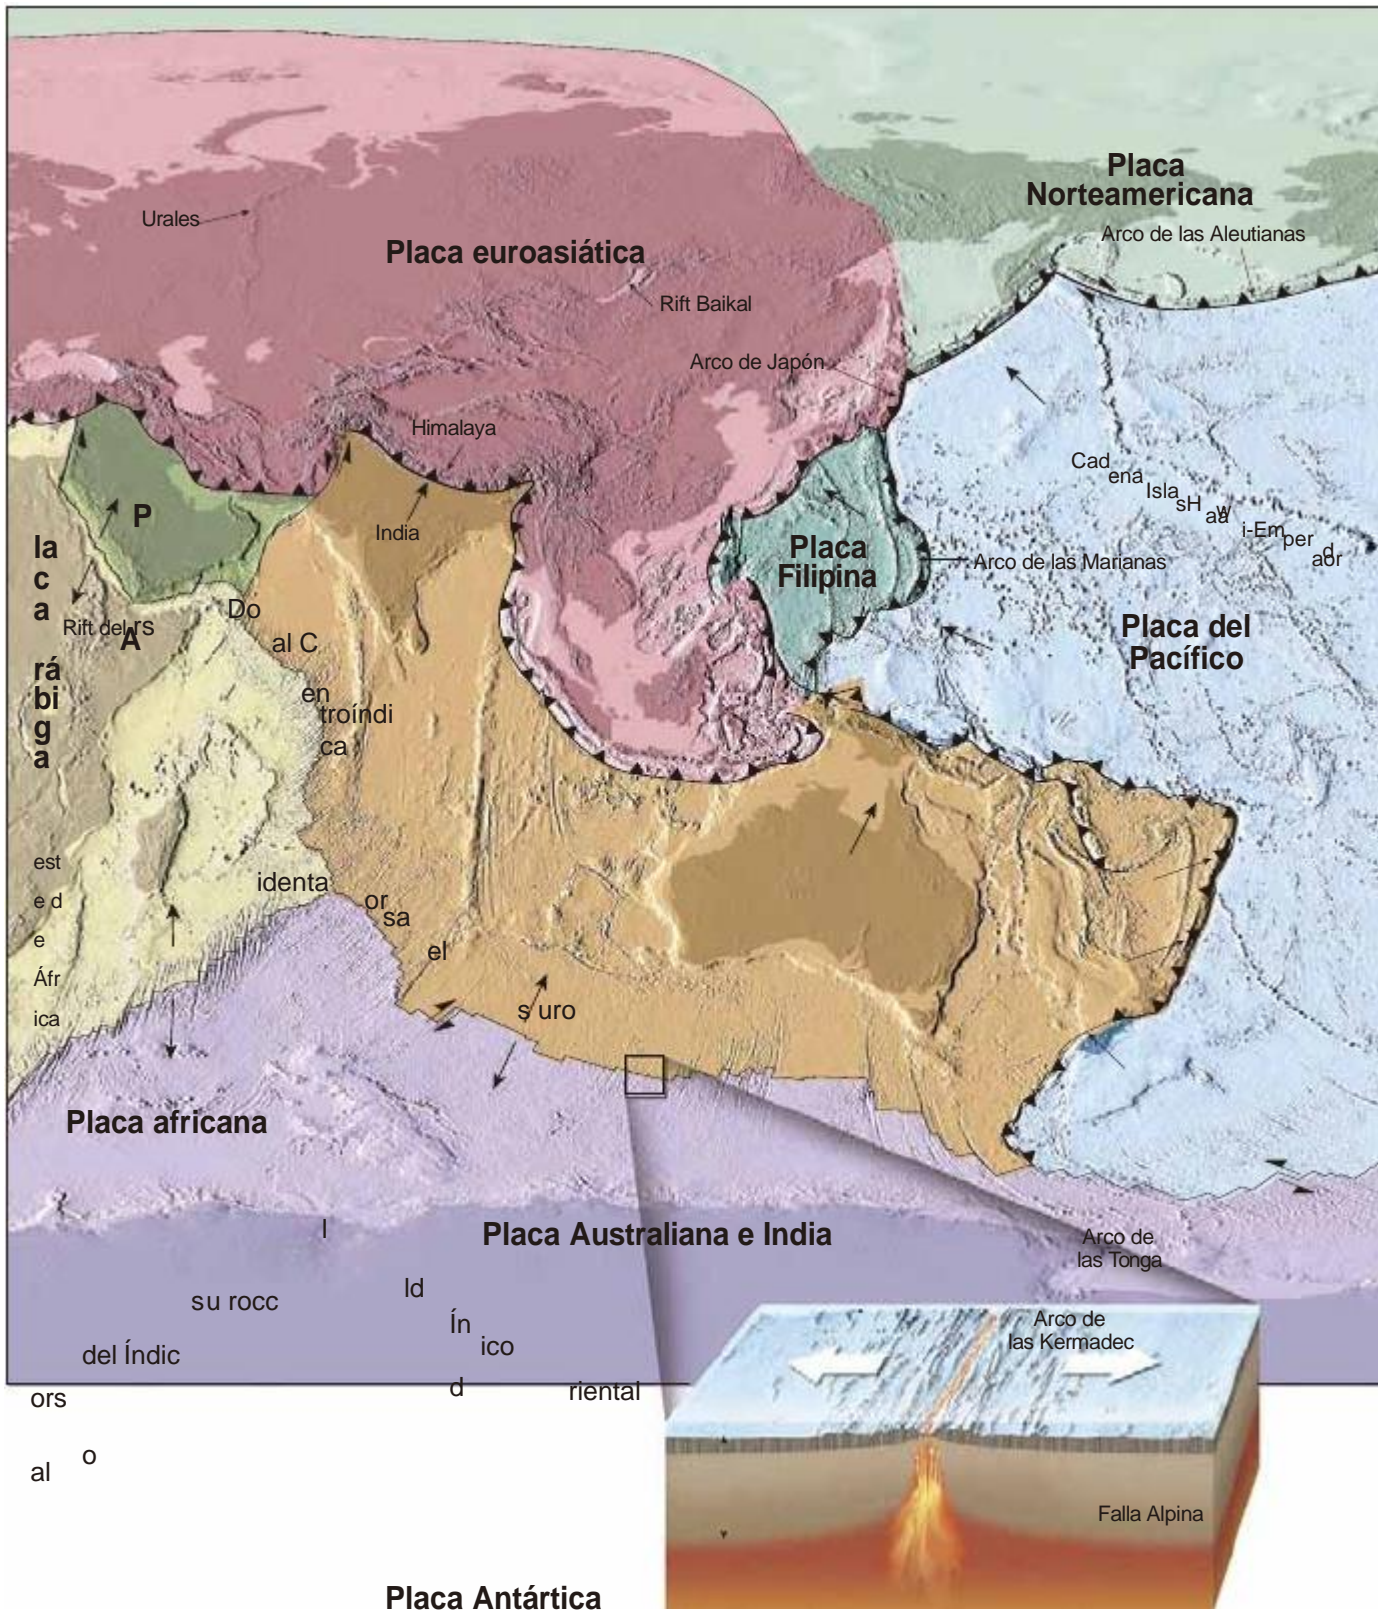 Placa
Norteamericana
Urales
Arco de las Aleutianas
Placa euroasiática
Rift Baikal
Arco de Japón
Himalaya
Cad
ena
Isla
sH
aa
w
i-Em
per
d
aor
P
India
la
c
a
Placa
Filipina
Arco de las Marianas
Do
Rift del rs
A
al C
Placa del
Pacífico
rá
bi
g
a
en
troíndi
ca
est
e d
e
Áfr
ica
identa
or
sa
el
s uro
Placa africana
l
Placa Australiana e India
Arco de
las Tonga
su rocc
ld
Ín
ico
d
riental
del Índic
ors
al
o
Arco de
las Kermadec
Falla Alpina
Placa Antártica